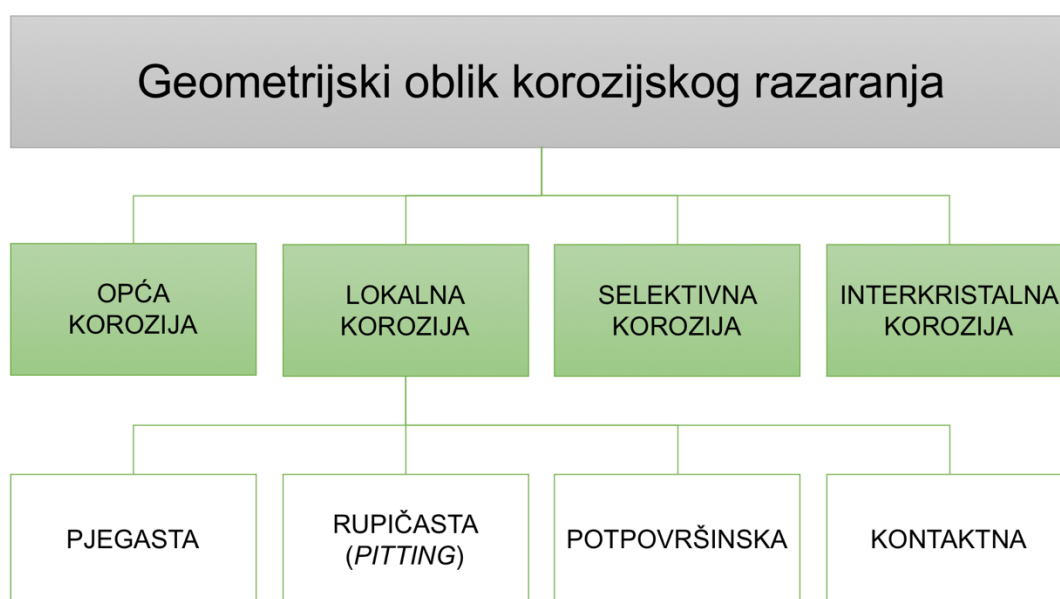 Geometrijski oblik korozijskog razaranja
OPĆA
KOROZIJA
LOKALNA
KOROZIJA
SELEKTIVNA
KOROZIJA
INTERKRISTALNA
KOROZIJA
PJEGASTA
RUPIČASTA
(PITTING)
POTPOVRŠINSKA
KONTAKTNA